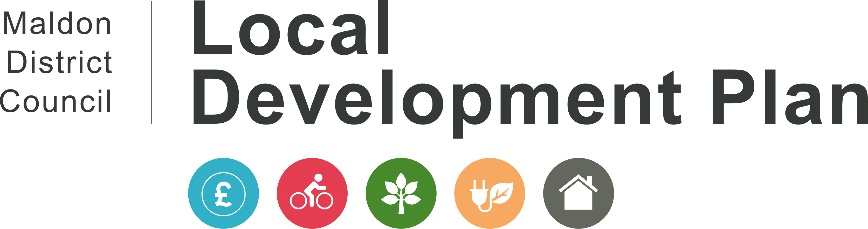 Maldon
District
Council
Local
Development Plan
£